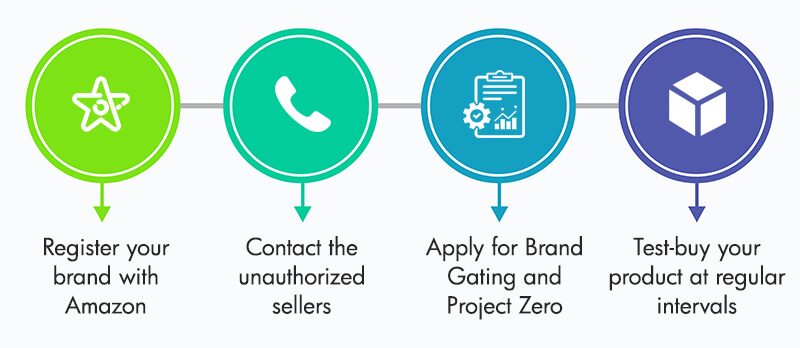 Register your
brand with
Amazon
Contact the
unauthorized
sellers
Apply for Brand
Gating and
Project Zero
Test-buy your
product at regular
intervals